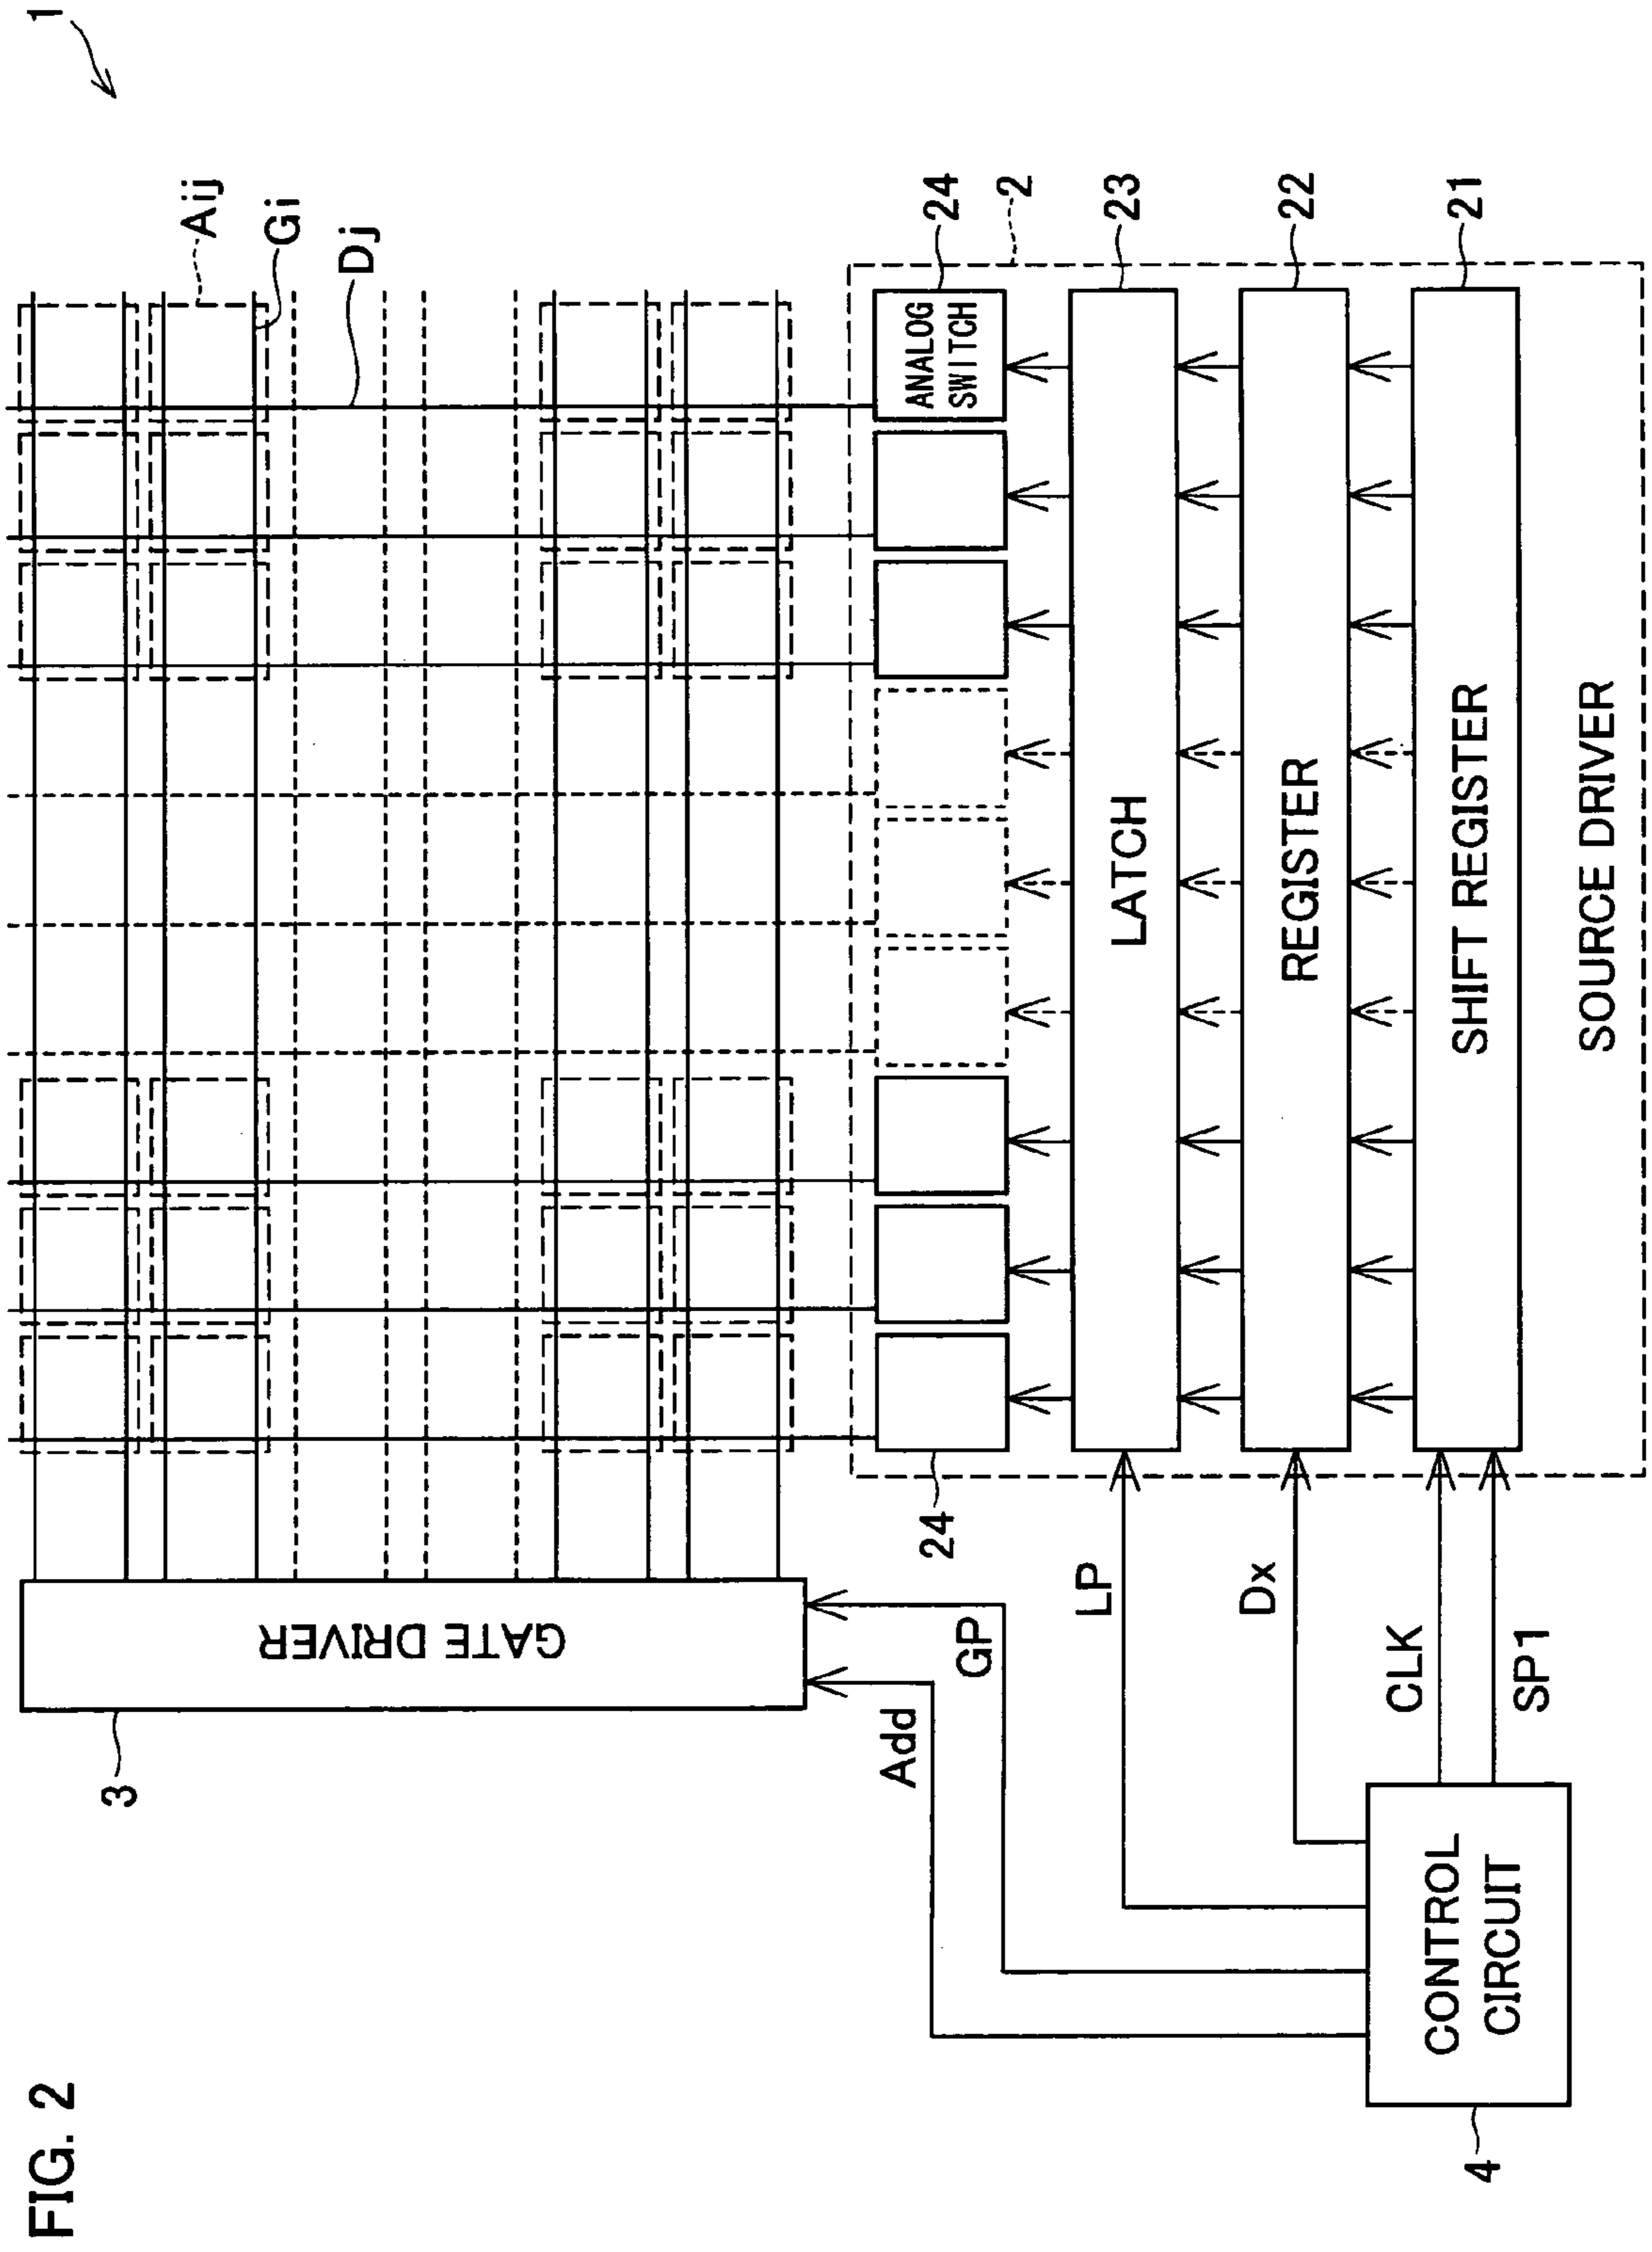 FIG. 2
1
Aij
Gi
Dj
GATE DRIVER
3
24
ANALOG
SWITCH
24
2
LATCH
23
REGISTER
22
SHIFT REGISTER
21
SOURCE DRIVER
Add
GP
LP
Dx
CLK
SP1
CONTROL
CIRCUIT
4